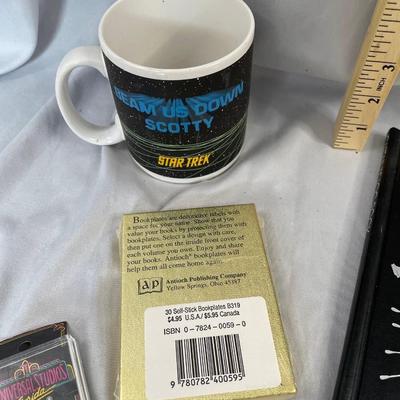 BEAM US DOWN
SCOTTY
STAR TREK
1
2
3
Bookplates are decorative labels with
a space for your name. Show that you
value your books by protecting them with
bookplates. Select a design with care,
then put one on the inside front cover of
each volume you own. Enjoy and share
your books. Antioch® bookplates will
help them all come home again.
ap
Antioch Publishing Company
Yellow Springs, Ohio 45387
30 Self-Stick Bookplates B319
$4.95 U.S.A./ $5.95 Canada
ISBN 0-7824-0059-0
9 780782 400595
UNIVERSAL STUDIOS